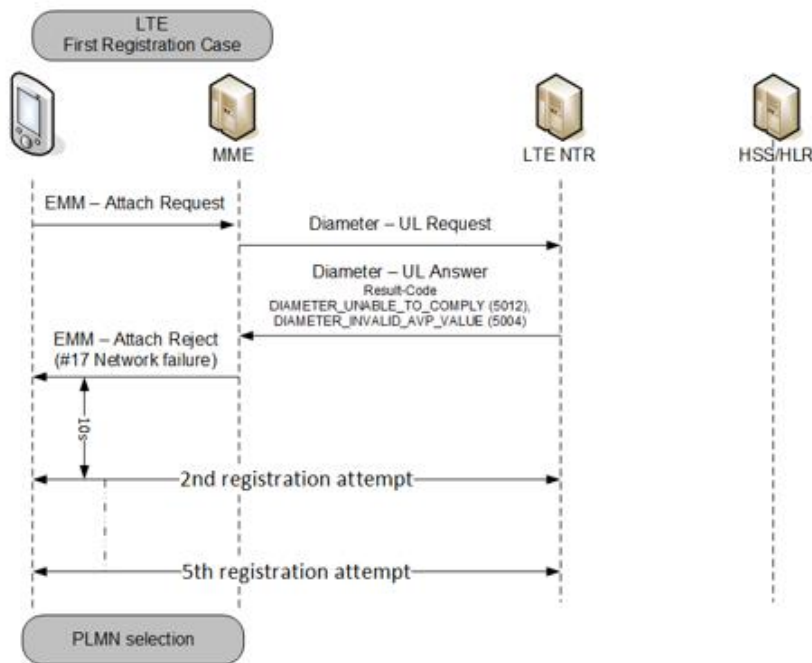 LTE
First Registration Case
MME
LTE NTR
HSS/HLR
EMM – Attach Request
Diameter – UL Request
Diameter – UL Answer
Result-Code
DIAMETER_UNABLE_TO_COMPLY (5012),
DIAMETER_INVALID_AVP_VALUE (5004)
EMM – Attach Reject
(#17 Network failure)
10s
2nd registration attempt
5th registration attempt
PLMN selection